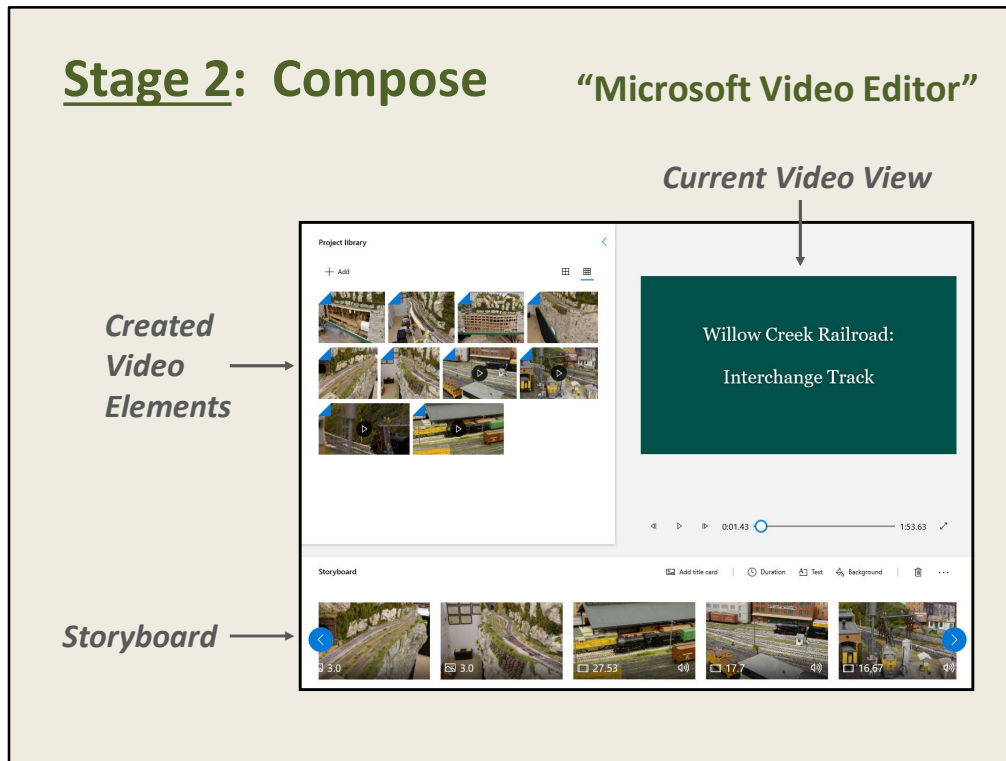 Stage 2: Compose
“Microsoft Video Editor”
Current Video View
Created
Video
Elements
Storyboard
Project library
+ Add
Willow Creek Railroad:
Interchange Track
0:01.43
1:53.63
Storyboard
Add title card | Duration Text Background | ...
3.0
3.0
27.53
17.7
16.67